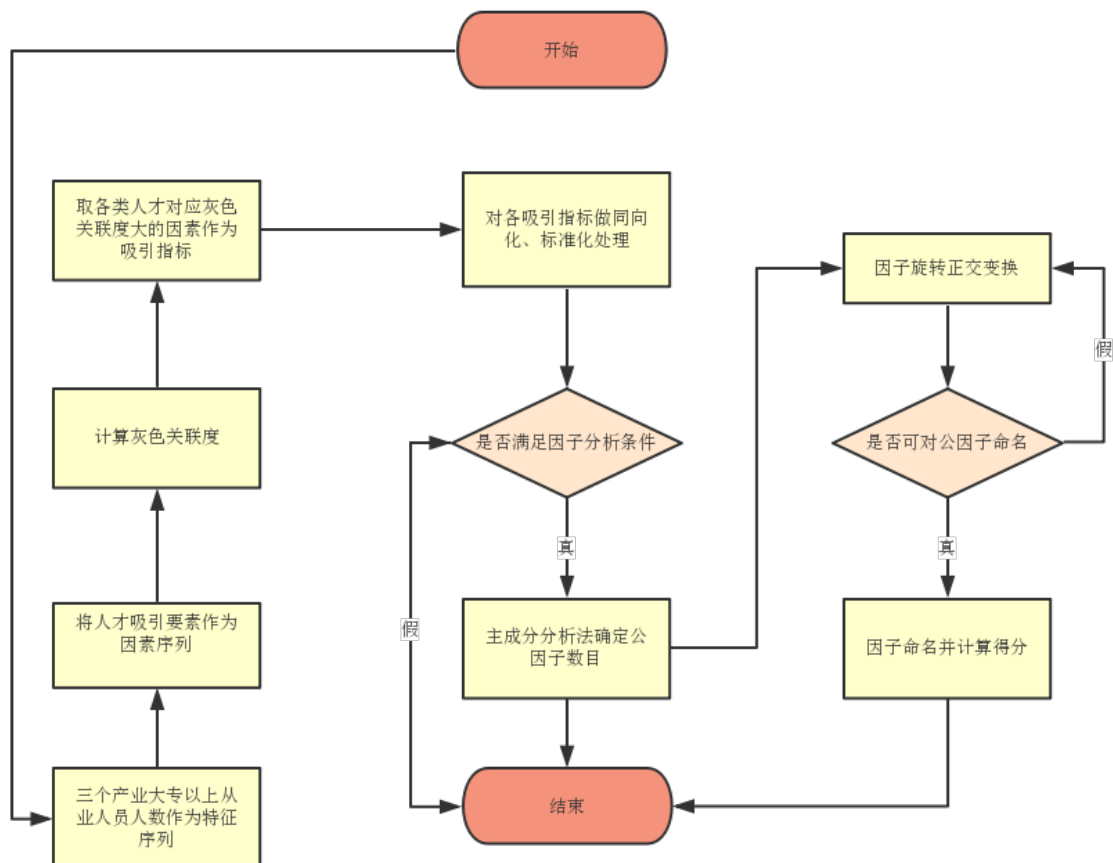 开始
取各类人才对应灰色
关联度大的因素作为
吸引指标
对各吸引指标做同向
化、标准化处理
因子旋转正交变换
假
计算灰色关联度
是否满足因子分析条件
是否可对公因子命名
真
真
将人才吸引要素作为
因素序列
假
主成分分析法确定公
因子数目
因子命名并计算得分
三个产业大专以上从
业人员人数作为特征
序列
结束